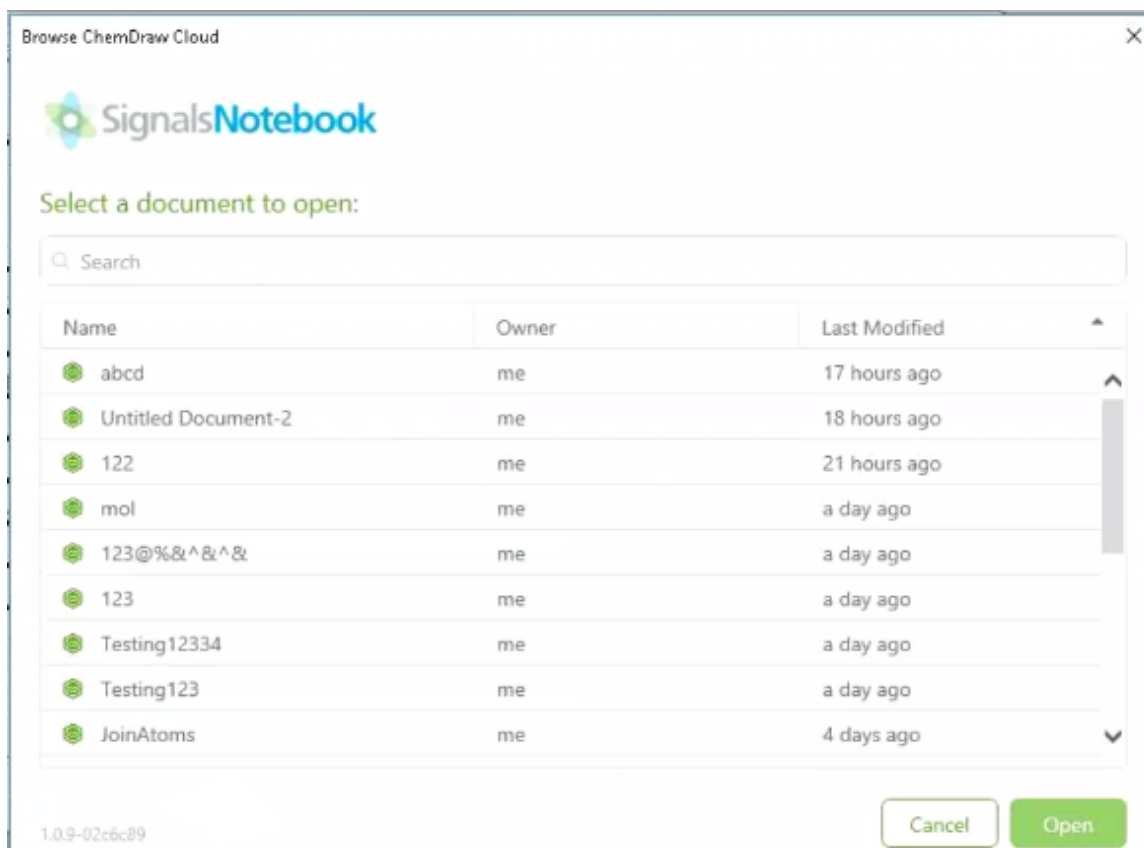 Browse ChemDraw Cloud
SignalsNotebook
Select a document to open:
Search
Name Owner Last Modified
abcd me 17 hours ago
Untitled Document-2 me 18 hours ago
122 me 21 hours ago
mol me a day ago
123@%&^&^& me a day ago
123 me a day ago
Testing12334 me a day ago
Testing123 me a day ago
JoinAtoms me 4 days ago
Cancel Open
1.0.9-02c6c89